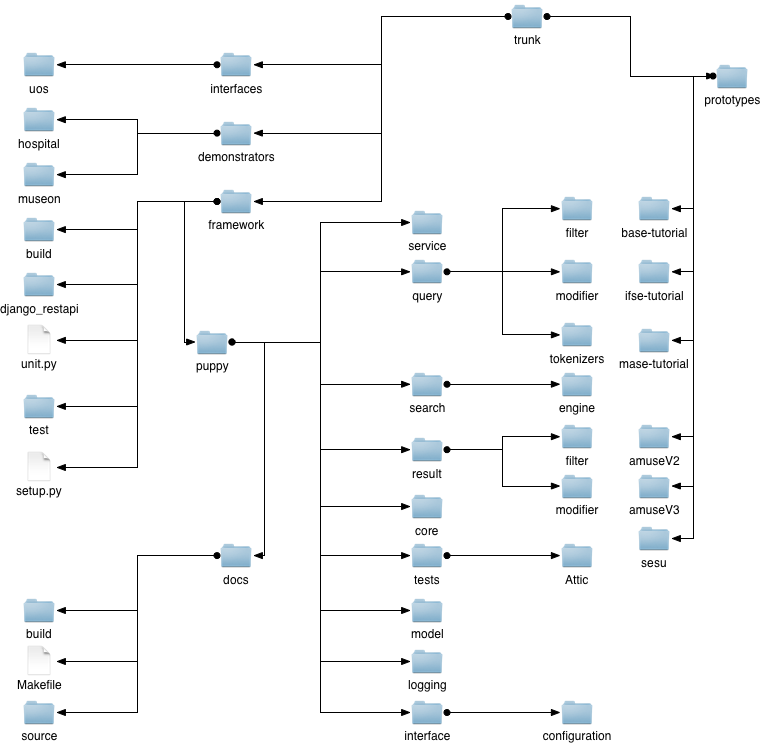 trunk
uos
interfaces
prototypes
hospital
demonstrators
museon
framework
service
filter
base-tutorial
build
query
modifier
ifse-tutorial
django_restapi
unit.py
puppy
tokenizers
mase-tutorial
test
search
engine
setup.py
result
filter
amuseV2
modifier
amuseV3
core
sesu
docs
tests
Attic
build
model
Makefile
logging
source
interface
configuration